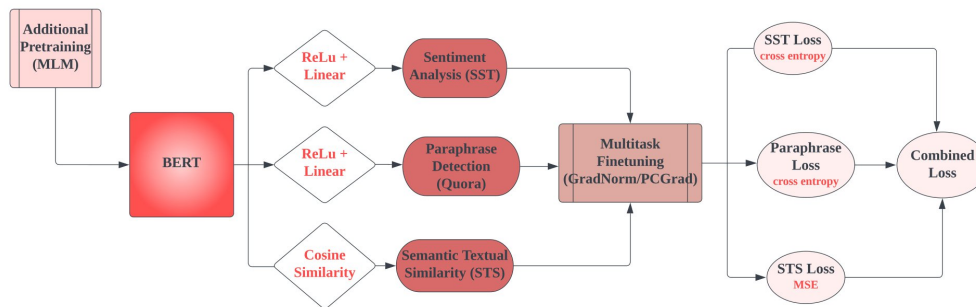 Additional
Pretraining
(MLM)
BERT
ReLu +
Linear
Sentiment
Analysis (SST)
ReLu +
Linear
Paraphrase
Detection
(Quora)
Cosine
Similarity
Semantic Textual
Similarity (STS)
Multitask
Finetuning
(GradNorm/PCGrad)
SST Loss
cross entropy
Paraphrase
Loss
cross entropy
STS Loss
MSE
Combined
Loss